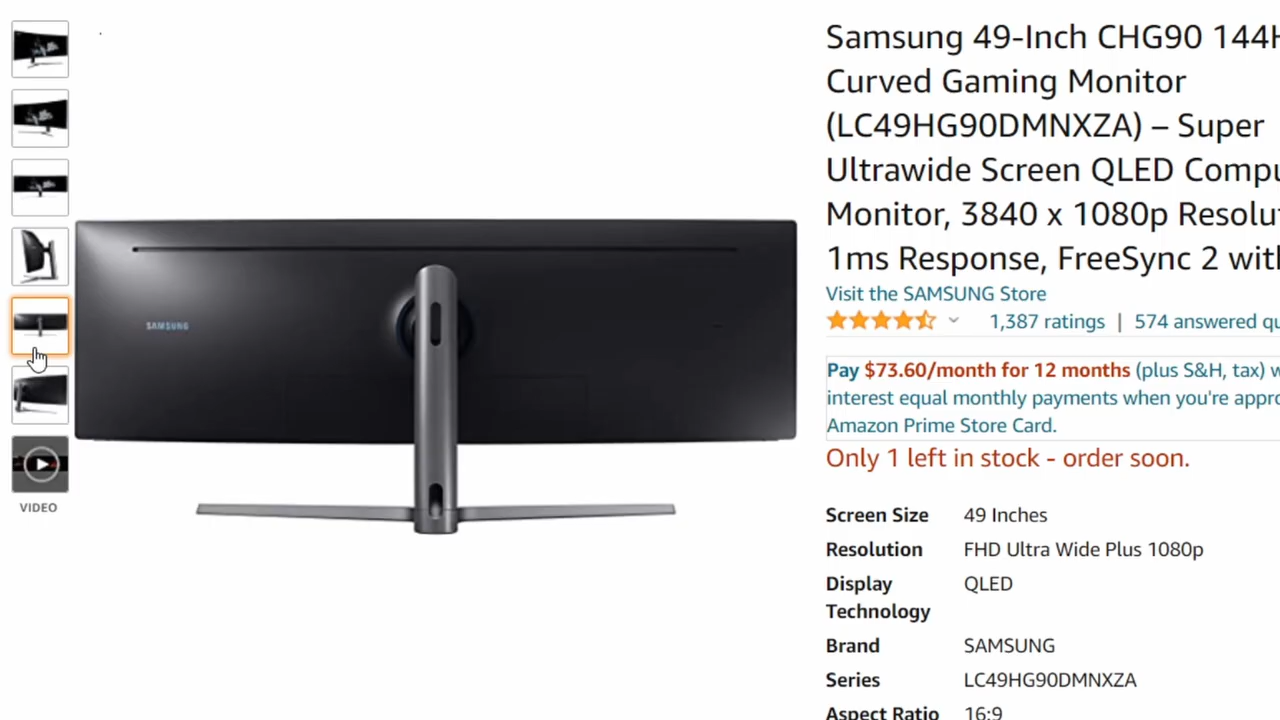 Samsung 49-Inch CHG90 144H
Curved Gaming Monitor
(LC49HG90DMNXZA) – Super
Ultrawide Screen QLED Compu
Monitor, 3840 x 1080p Resolut
1ms Response, FreeSync 2 with
Visit the SAMSUNG Store
1,387 ratings | 574 answered qu
Pay $73.60/month for 12 months (plus S&H, tax) w
interest equal monthly payments when you're appro
Amazon Prime Store Card.
Only 1 left in stock - order soon.
Screen Size 49 Inches
Resolution FHD Ultra Wide Plus 1080p
Display QLED
Technology
Brand SAMSUNG
Series LC49HG90DMNXZA
Aspect Ratio 16:9
SAMSUNG
VIDEO